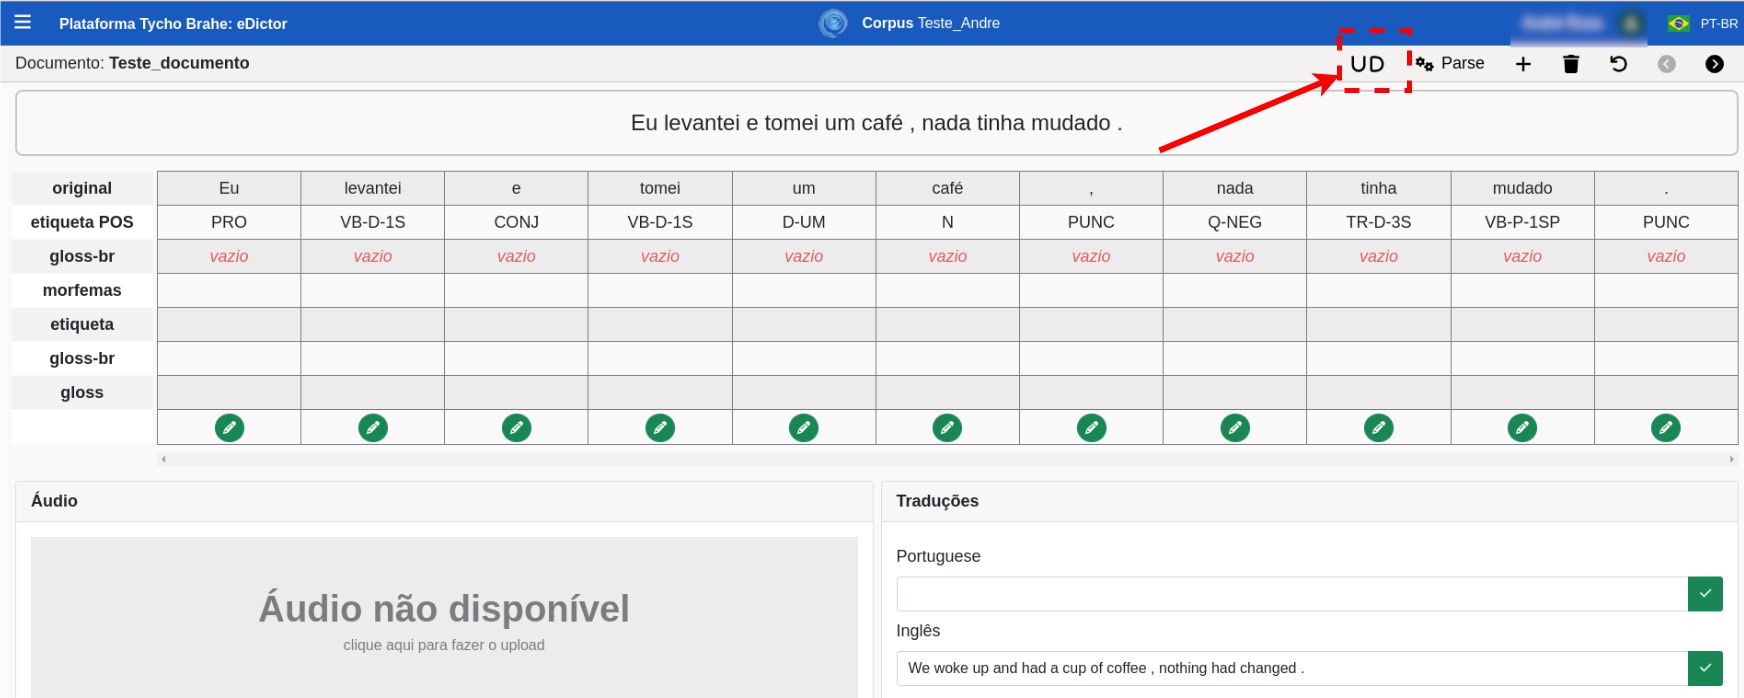 Plataforma Tycho Brahe: eDictor Corpus Teste_Andre PT-BR
Documento: Teste_documento UD Parse
Eu levantei e tomei um café , nada tinha mudado .
original Eu levantei e tomei um café , nada tinha mudado .
etiqueta POS PRO VB-D-1S CONJ VB-D-1S D-UM N PUNC Q-NEG TR-D-3S VB-P-1SP PUNC
gloss-br vazio vazio vazio vazio vazio vazio vazio vazio vazio vazio vazio
morfemas
etiqueta
gloss-br
gloss
Áudio
Áudio não disponível
clique aqui para fazer o upload
Traduções
Portuguese
Inglês
We woke up and had a cup of coffee , nothing had changed .